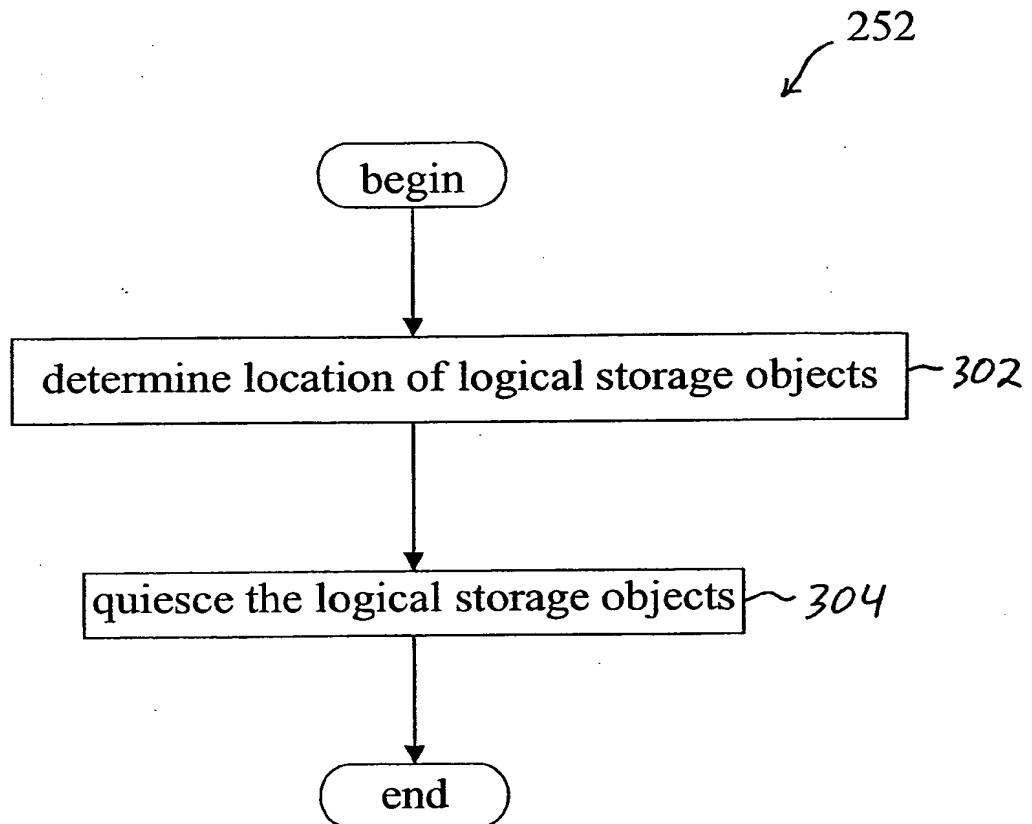 252
begin
determine location of logical storage objects
302
quiesce the logical storage objects
304
end